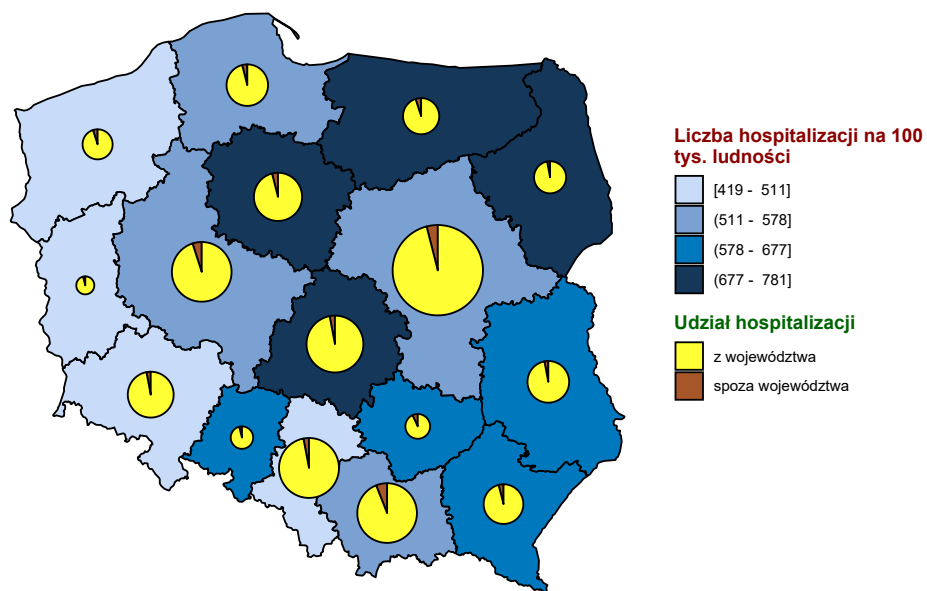 Liczba hospitalizacji na 100
tys. ludności
[419 - 511]
(511 - 578]
(578 - 677]
(677 - 781]
Udział hospitalizacji
z województwa
spoza województwa